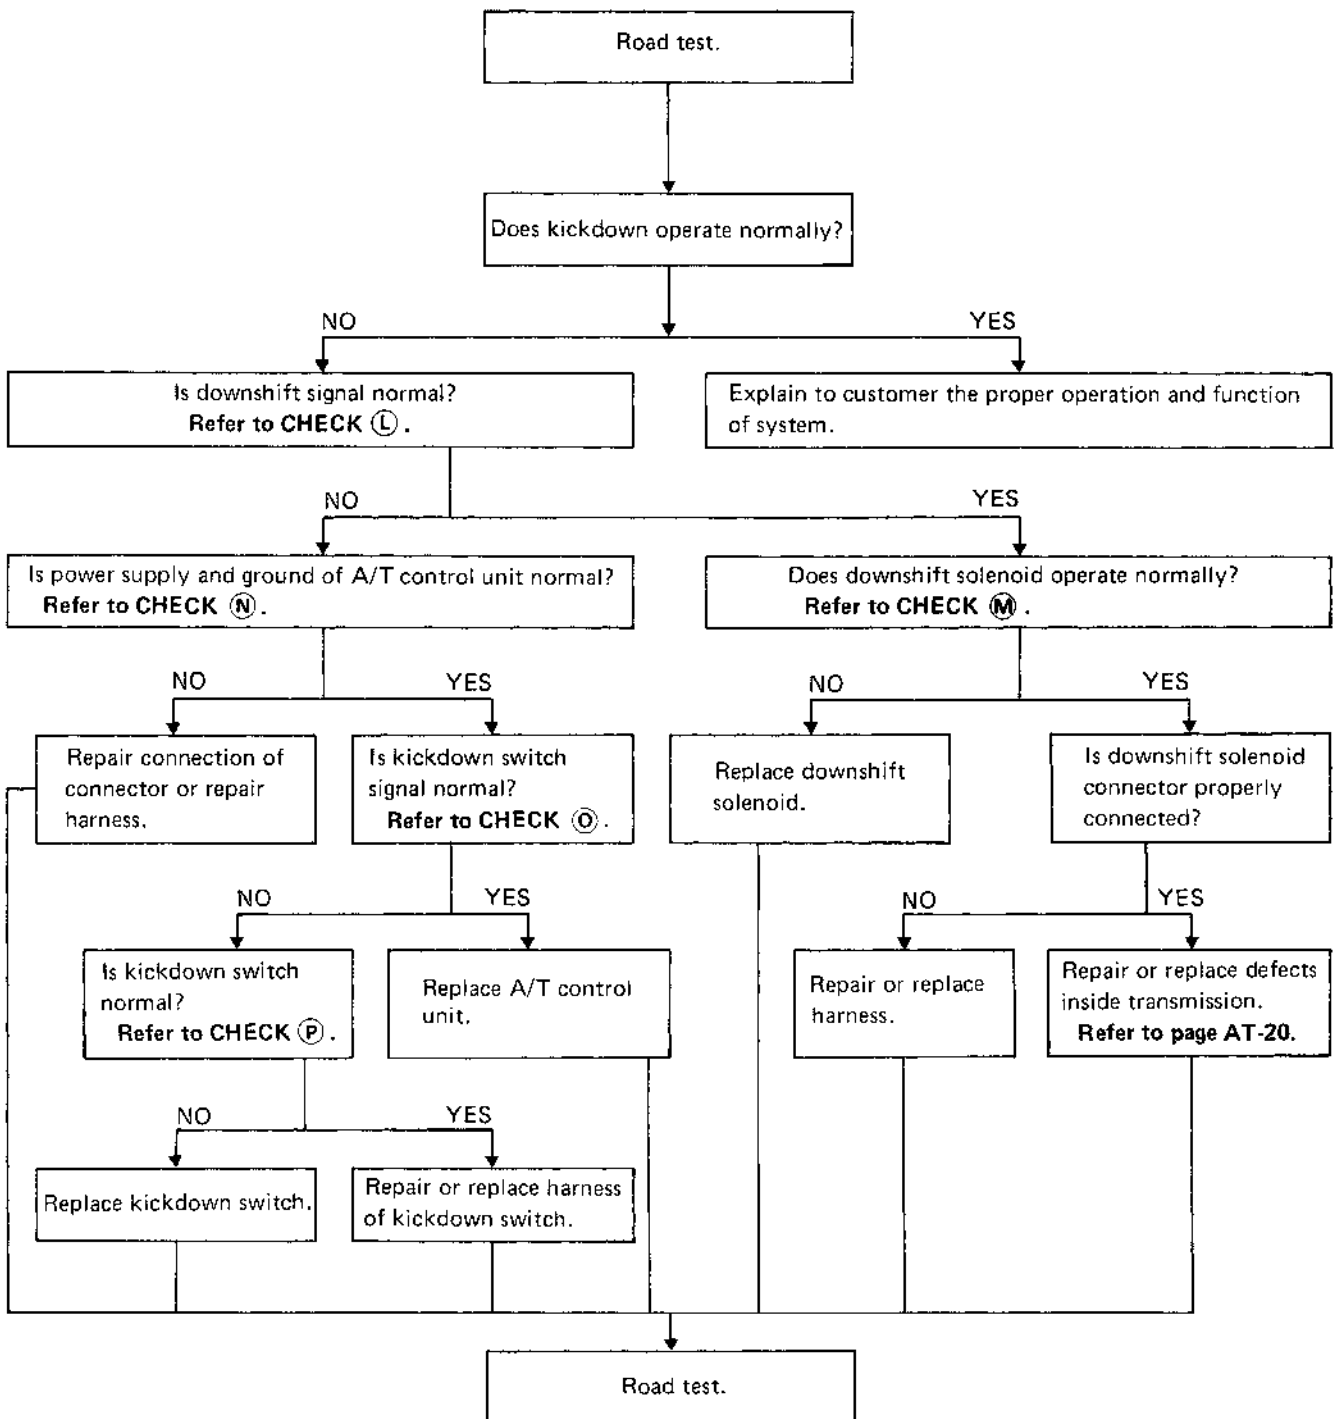 Road test.
Does kickdown operate normally?
NO
YES
Is downshift signal normal?
Refer to CHECK Ⓛ .
Explain to customer the proper operation and function
of system.
NO
YES
Is power supply and ground of A/T control unit normal?
Refer to CHECK Ⓝ.
Does downshift solenoid operate normally?
Refer to CHECK Ⓜ .
NO
YES
NO
YES
Repair connection of
connector or repair
harness.
Is kickdown switch
signal normal?
Refer to CHECK Ⓞ .
Replace downshift
solenoid.
Is downshift solenoid
connector properly
connected?
NO
YES
NO
YES
Is kickdown switch
normal?
Refer to CHECK Ⓟ .
Replace A/T control
unit.
Repair or replace
harness.
Repair or replace defects
inside transmission.
Refer to page AT-20.
NO
YES
Replace kickdown switch.
Repair or replace harness
of kickdown switch.
Road test.